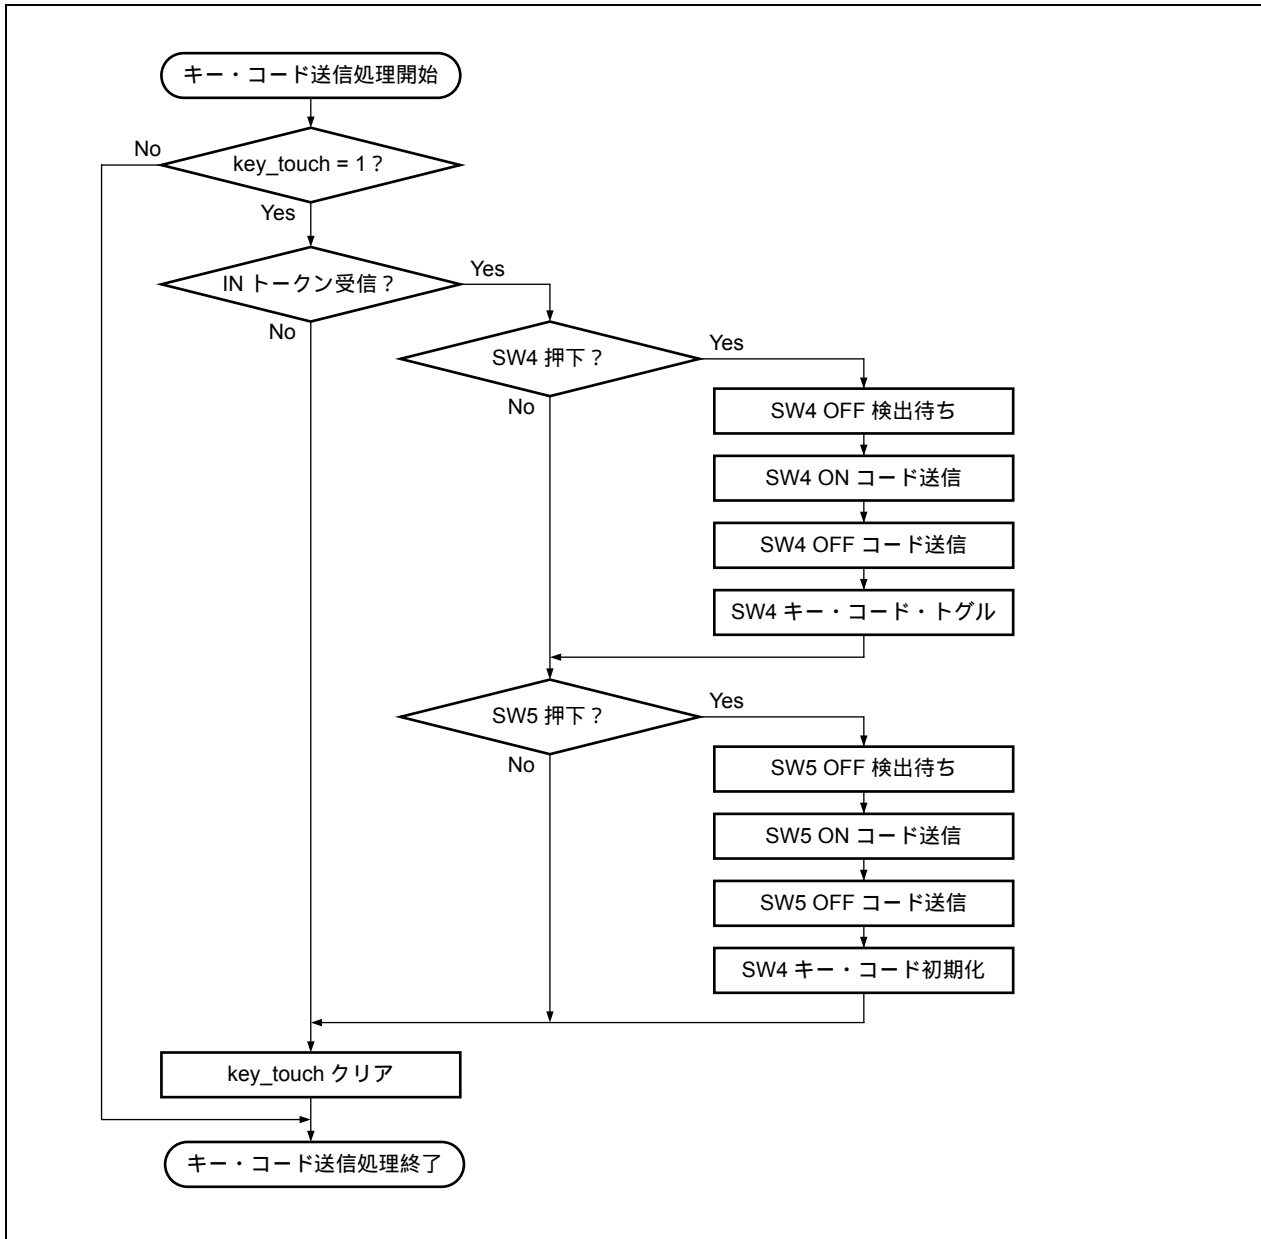 キー・コード送信処理開始
No
key_touch = 1？
Yes
IN トークン受信？
Yes
No
SW4 押下？
Yes
No
SW4 OFF 検出待ち
SW4 ON コード送信
SW4 OFF コード送信
SW4 キー・コード・トグル
SW5 押下？
Yes
No
SW5 OFF 検出待ち
SW5 ON コード送信
SW5 OFF コード送信
SW4 キー・コード初期化
key_touch クリア
キー・コード送信処理終了